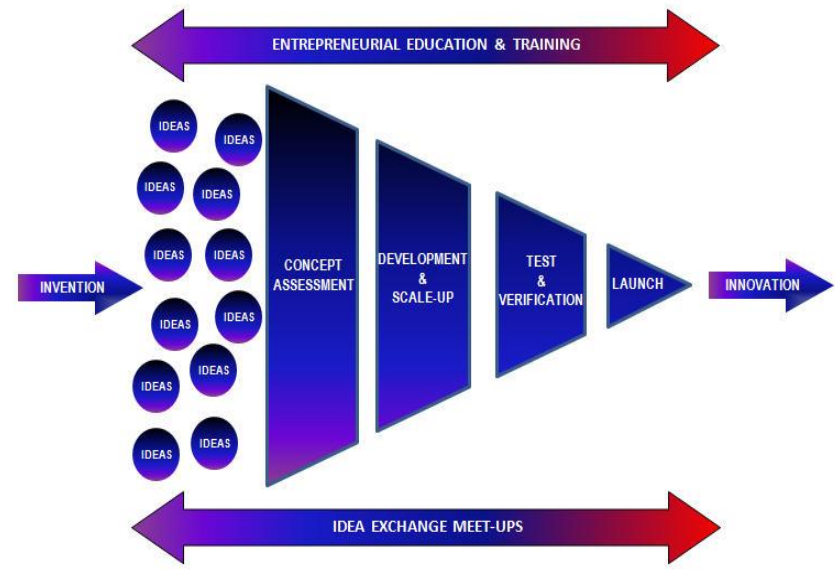 ENTREPRENEURIAL EDUCATION & TRAINING
IDEAS
IDEAS
IDEAS
IDEAS
IDEAS
IDEAS
IDEAS
IDEAS
IDEAS
IDEAS
IDEAS
IDEAS
INVENTION
CONCEPT
ASSESSMENT
DEVELOPMENT
&
SCALE-UP
TEST
&
VERIFICATION
LAUNCH
INNOVATION
IDEA EXCHANGE MEET-UPS